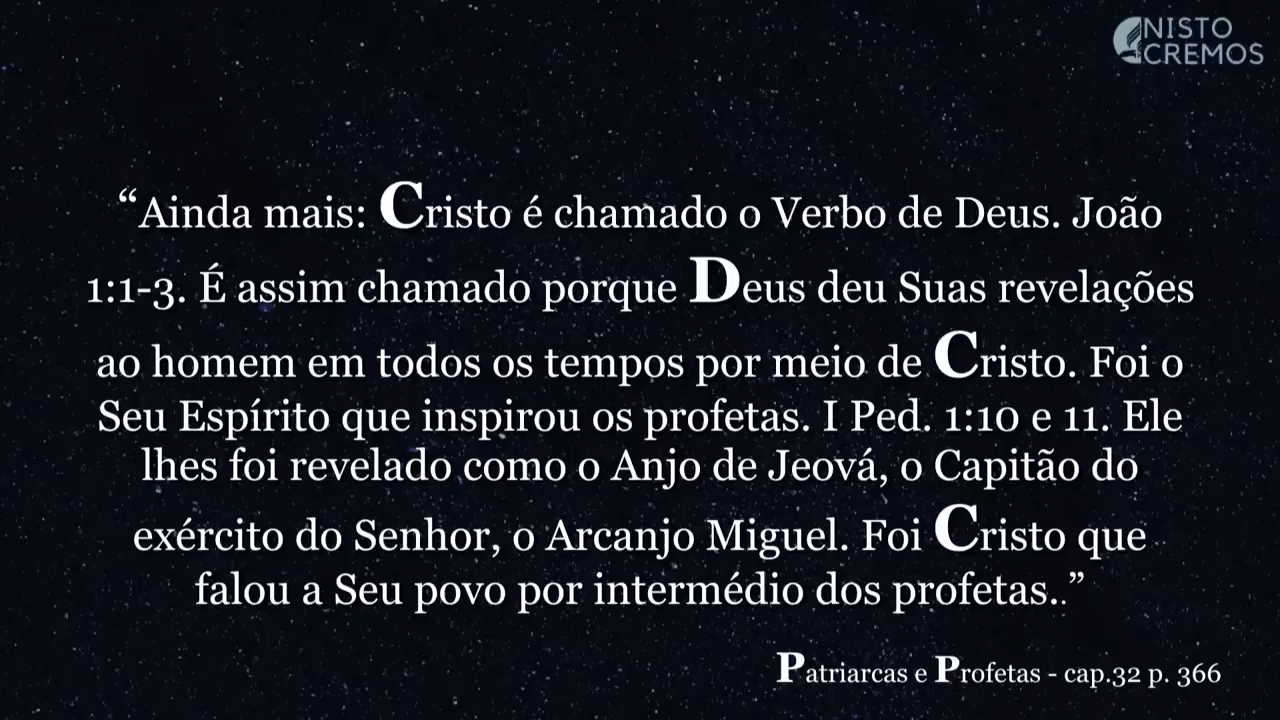 NISTO
CREMOS
“Ainda mais: Cristo é chamado o Verbo de Deus. João
1:1-3. É assim chamado porque Deus deu Suas revelações
ao homem em todos os tempos por meio de Cristo. Foi o
Seu Espírito que inspirou os profetas. I Ped. 1:10 e 11. Ele
lhes foi revelado como o Anjo de Jeová, o Capitão do
exército do Senhor, o Arcanjo Miguel. Foi Cristo que
falou a Seu povo por intermédio dos profetas..”
Patriarcas e Profetas - cap.32 p. 366